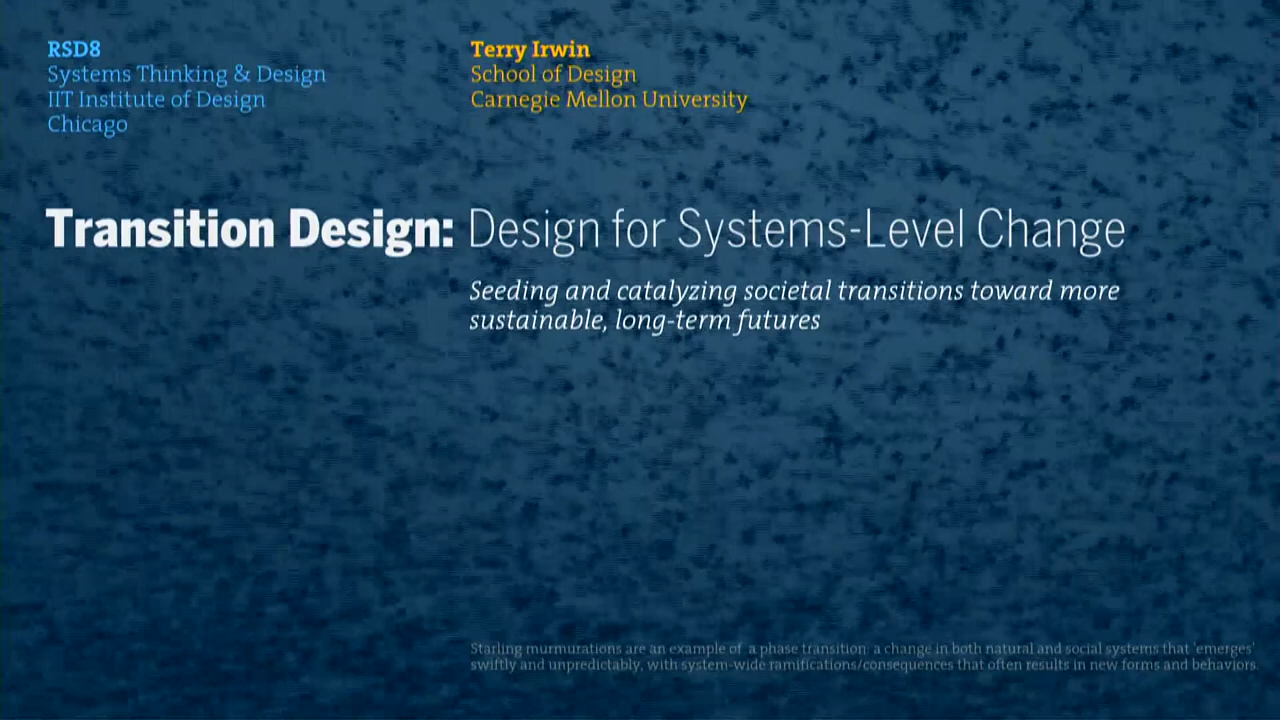 RSD8
Systems Thinking & Design
IIT Institute of Design
Chicago
Terry Irwin
School of Design
Carnegie Mellon University
Transition Design: Design for Systems-Level Change
Seeding and catalyzing societal transitions toward more
sustainable, long-term futures
Starling murmurations are an example of a phase transition: a change in both natural and social systems that 'emerges'
swiftly and unpredictably, with system-wide ramifications/consequences that often results in new forms and behaviors.